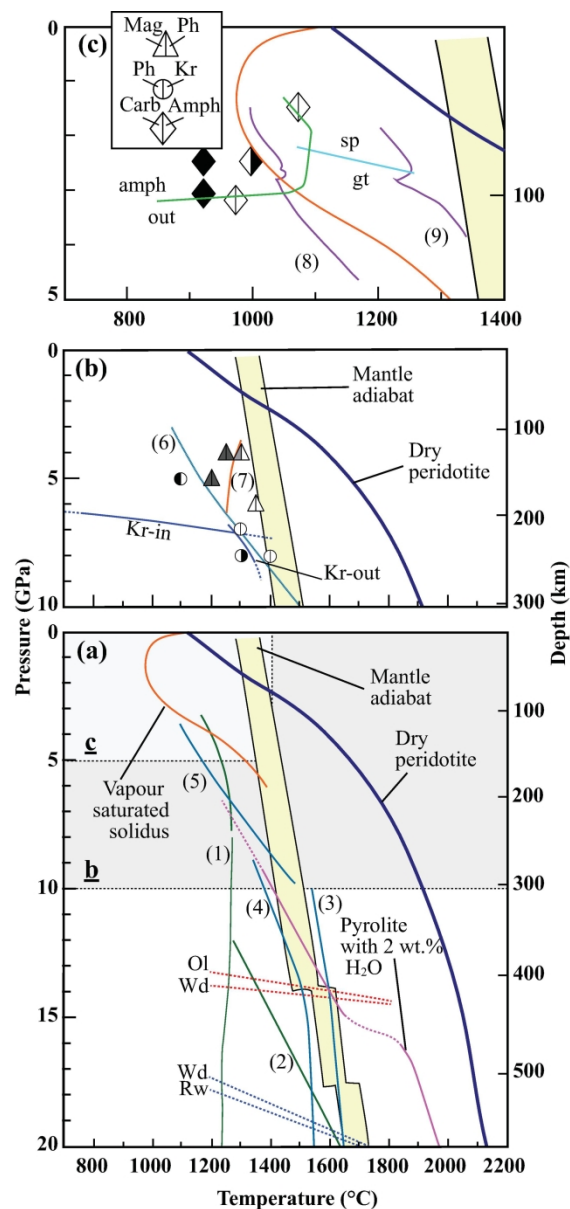 (c)
Mag Ph
Ph Kr
Carb Amph
0
5
sp
gt
amph
out
(8)
(9)
100
800 1000 1200 1400
(b)
0
5
10
Mantle
adiabat
(6)
(7)
Dry
peridotite
Kr-in
Kr-out
100
200
300
Pressure (GPa)
Depth (km)
(a)
0
5
10
15
20
Mantle
adiabat
Dry
peridotite
c
Vapour
saturated
solidus
(5)
(1)
b
(4)
(3)
Pyrolite
with 2 wt.%
H₂O
Ol
Wd
(2)
Wd
Rw
100
200
300
400
500
800 1000 1200 1400 1600 1800 2000 2200
Temperature (°C)